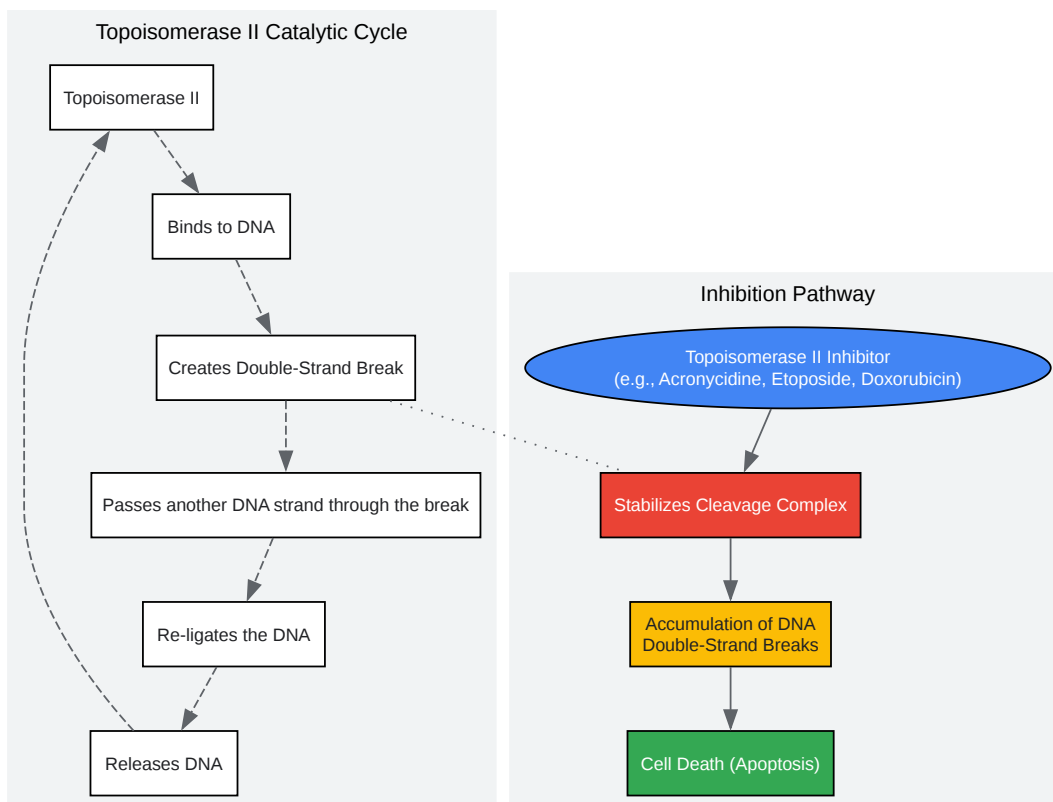 Topoisomerase II Catalytic Cycle
Topoisomerase II
Binds to DNA
Creates Double-Strand Break
Passes another DNA strand through the break
Re-ligates the DNA
Releases DNA
Inhibition Pathway
Topoisomerase II Inhibitor
(e.g., Acronycidine, Etoposide, Doxorubicin)
Stabilizes Cleavage Complex
Accumulation of DNA
Double-Strand Breaks
Cell Death (Apoptosis)